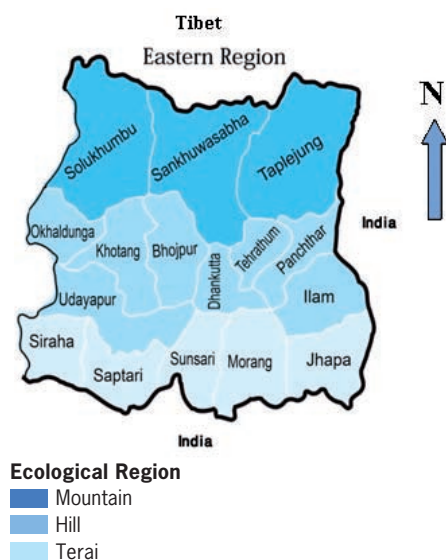 Tibet
Eastern Region
N
Solukhumbu
Sankhuwasabha
Taplejung
India
Okhaldunga
Khotang
Bhojpur
Dhankutta
Tehrathum
Panchthar
Udayapur
Ilam
Siraha
Saptari
Sunsari
Morang
Jhapa
India
Ecological Region
Mountain
Hill
Terai